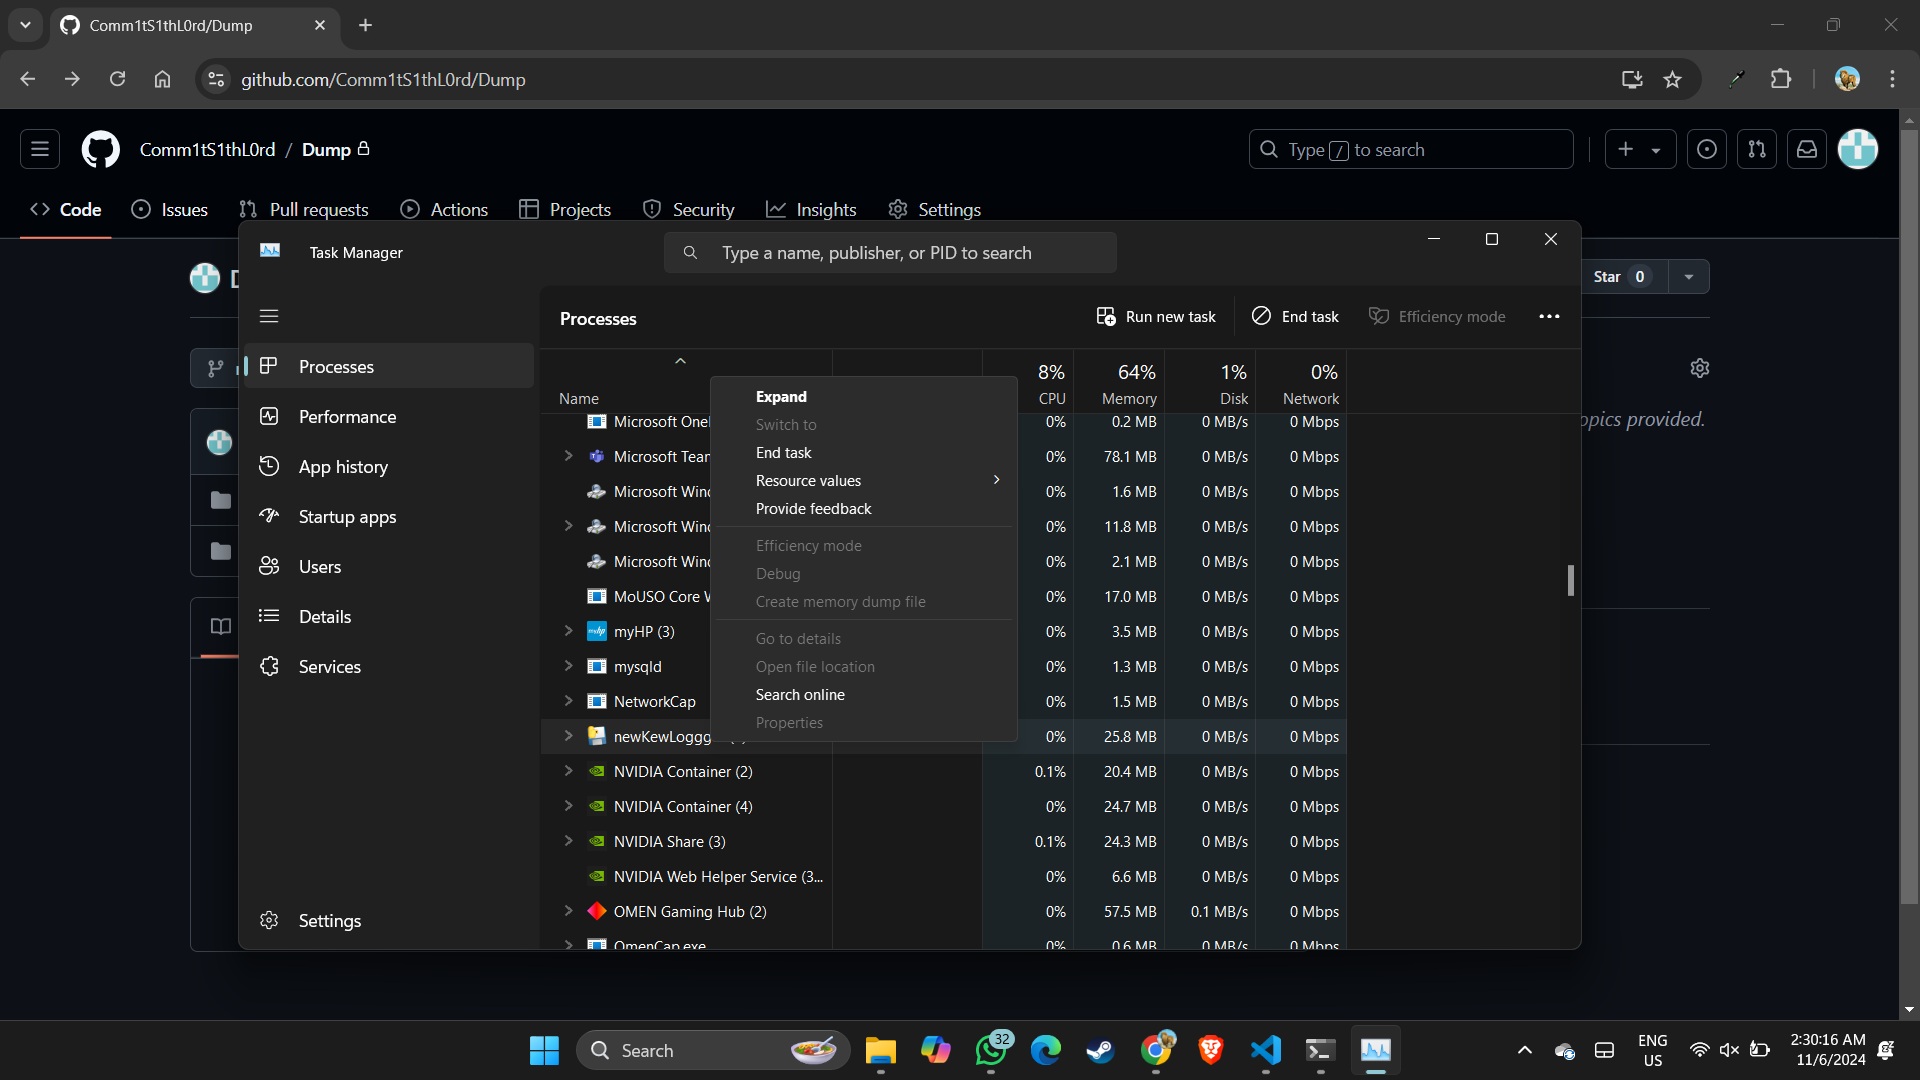 Comm1tS1thL0rd/Dump
github.com/Comm1tS1thL0rd/Dump
Comm1tS1thL0rd / Dump
Type / to search
Code
Issues
Pull requests
Actions
Projects
Security
Insights
Settings
Star 0
opics provided.
Task Manager
Type a name, publisher, or PID to search
Processes
Performance
App history
Startup apps
Users
Details
Services
Settings
Processes
Run new task
End task
Efficiency mode
8% 64% 1% 0%
Name CPU Memory Disk Network
Microsoft One 0% 0.2 MB 0 MB/s 0 Mbps
Microsoft Tea 0% 78.1 MB 0 MB/s 0 Mbps
Microsoft Win 0% 1.6 MB 0 MB/s 0 Mbps
Microsoft Win 0% 11.8 MB 0 MB/s 0 Mbps
Microsoft Win 0% 2.1 MB 0 MB/s 0 Mbps
MoUSO Core 0% 17.0 MB 0 MB/s 0 Mbps
myHP (3) 0% 3.5 MB 0 MB/s 0 Mbps
mysqld 0% 1.3 MB 0 MB/s 0 Mbps
NetworkCap 0% 1.5 MB 0 MB/s 0 Mbps
newKewLoggg 0% 25.8 MB 0 MB/s 0 Mbps
NVIDIA Container (2) 0.1% 20.4 MB 0 MB/s 0 Mbps
NVIDIA Container (4) 0% 24.7 MB 0 MB/s 0 Mbps
NVIDIA Share (3) 0.1% 24.3 MB 0 MB/s 0 Mbps
NVIDIA Web Helper Service (3... 0% 6.6 MB 0 MB/s 0 Mbps
OMEN Gaming Hub (2) 0% 57.5 MB 0.1 MB/s 0 Mbps
OmenCap.exe 0% 0.6 MB 0 MB/s 0 Mbps
Expand
Switch to
End task
Resource values
Provide feedback
Efficiency mode
Debug
Create memory dump file
Go to details
Open file location
Search online
Properties
Search
32
ENG
US
2:30:16 AM
11/6/2024